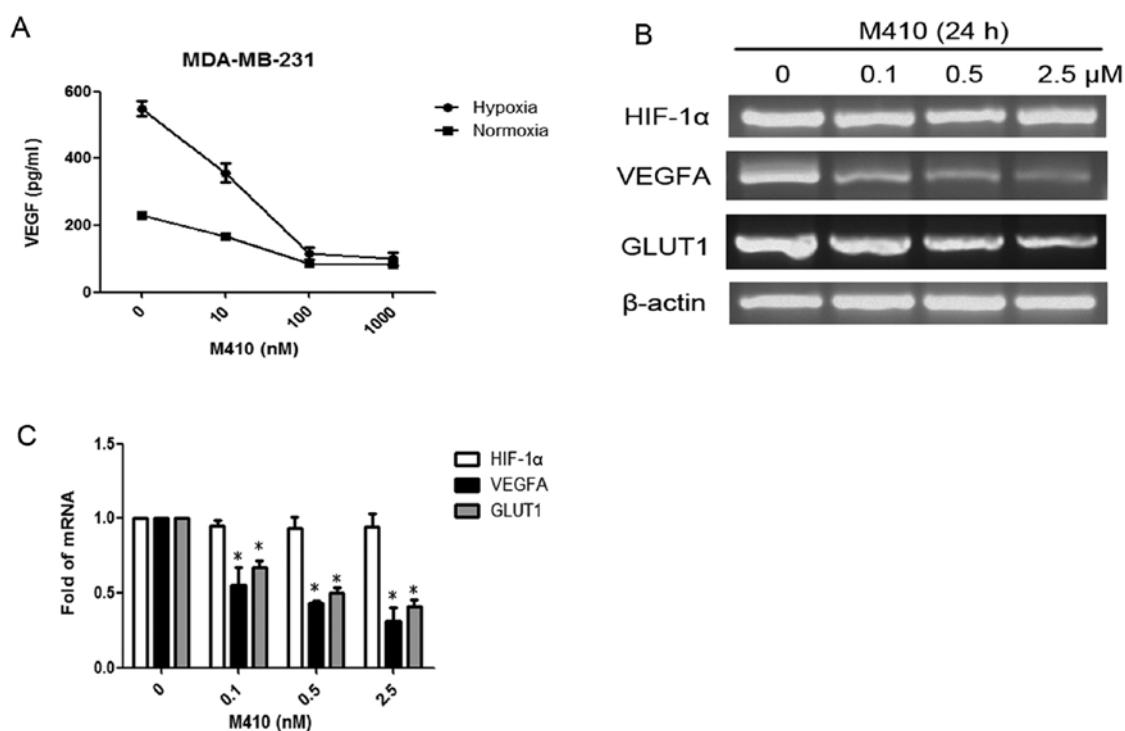 A
MDA-MB-231
600
400
200
0
VEGF (pg/ml)
0 10 100 1000
M410 (nM)
Hypoxia
Normoxia
B
M410 (24 h)
0 0.1 0.5 2.5 μM
HIF-1α
VEGFA
GLUT1
β-actin
C
1.5
1.0
0.5
0.0
Fold of mRNA
* * * * * *
0 0.1 0.5 2.5
M410 (nM)
HIF-1α
VEGFA
GLUT1